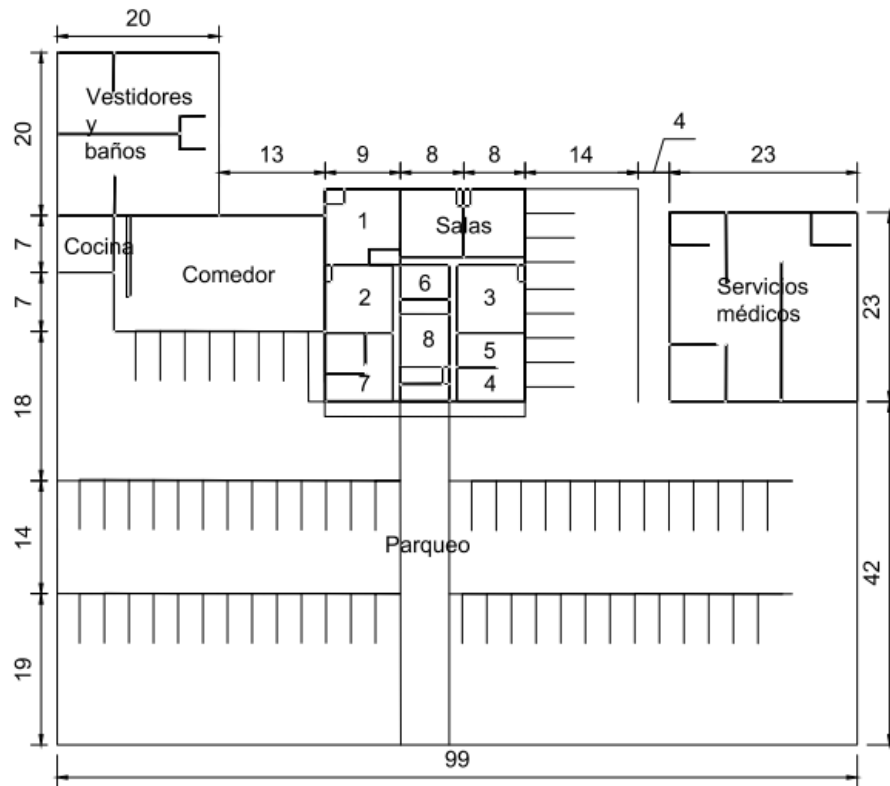 20
Vestidores
y
baños
20
13
9
8
8
14
4
23
1
Salas
7
Cocina
Comedor
2
6
3
Servicios
médicos
23
7
8
5
7
4
18
14
Parqueo
42
19
99